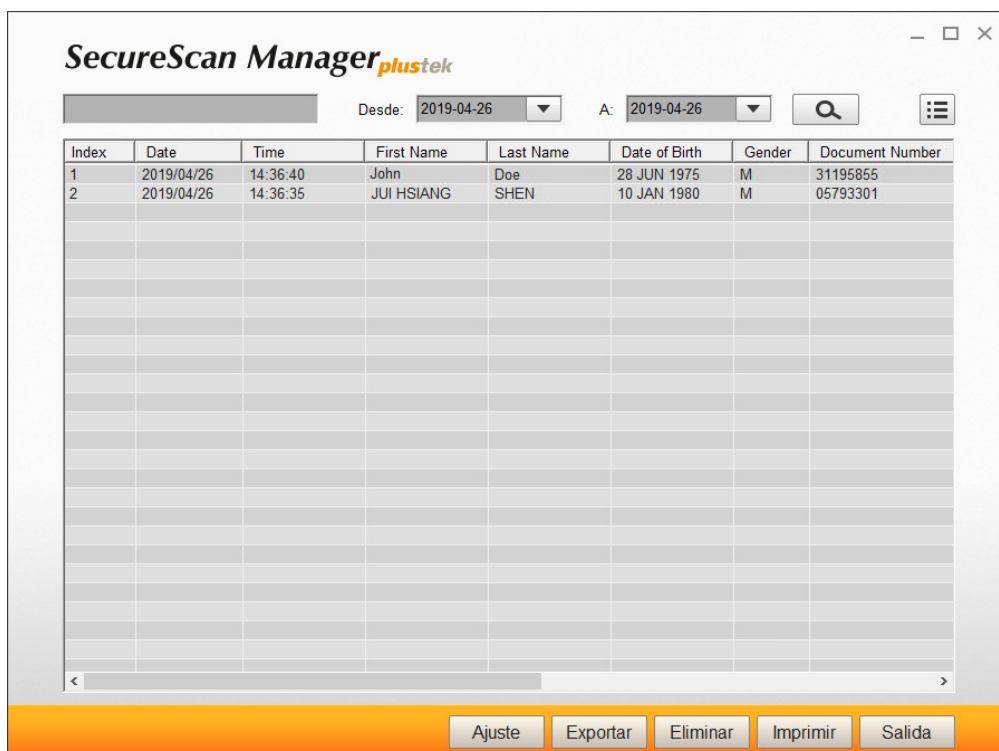 SecureScan Manager plustek
Desde: 2019-04-26 A: 2019-04-26
Index Date Time First Name Last Name Date of Birth Gender Document Number
1 2019/04/26 14:36:40 John Doe 28 JUN 1975 M 31195855
2 2019/04/26 14:36:35 JUI HSIANG SHEN 10 JAN 1980 M 05793301
Ajuste Exportar Eliminar Imprimir Salida